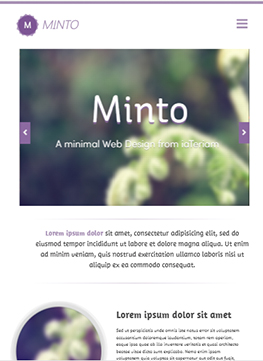 M MINTO
Minto
A minimal Web Design from iaTeriam
Lorem ipsum dolor sit amet, consectetur adipisicing elit, sed do
eiusmod tempor incididunt ut labore et dolore magna aliqua. Ut enim
ad minim veniam, quis nostrud exercitation ullamco laboris nisi ut
aliquip ex ea commodo consequat.
Lorem ipsum dolor sit amet
Sed ut perspiciatis unde omnis iste natus error sit voluptatem
accusantium doloremque laudantium, totam rem aperiam,
eaque ipsa quae ab illo inventore veritatis et quasi architecto
beatae vitae dicta sunt explicabo. Nemo enim ipsam
voluptatem quia voluptas sit aspernatur aut odit aut fugit,